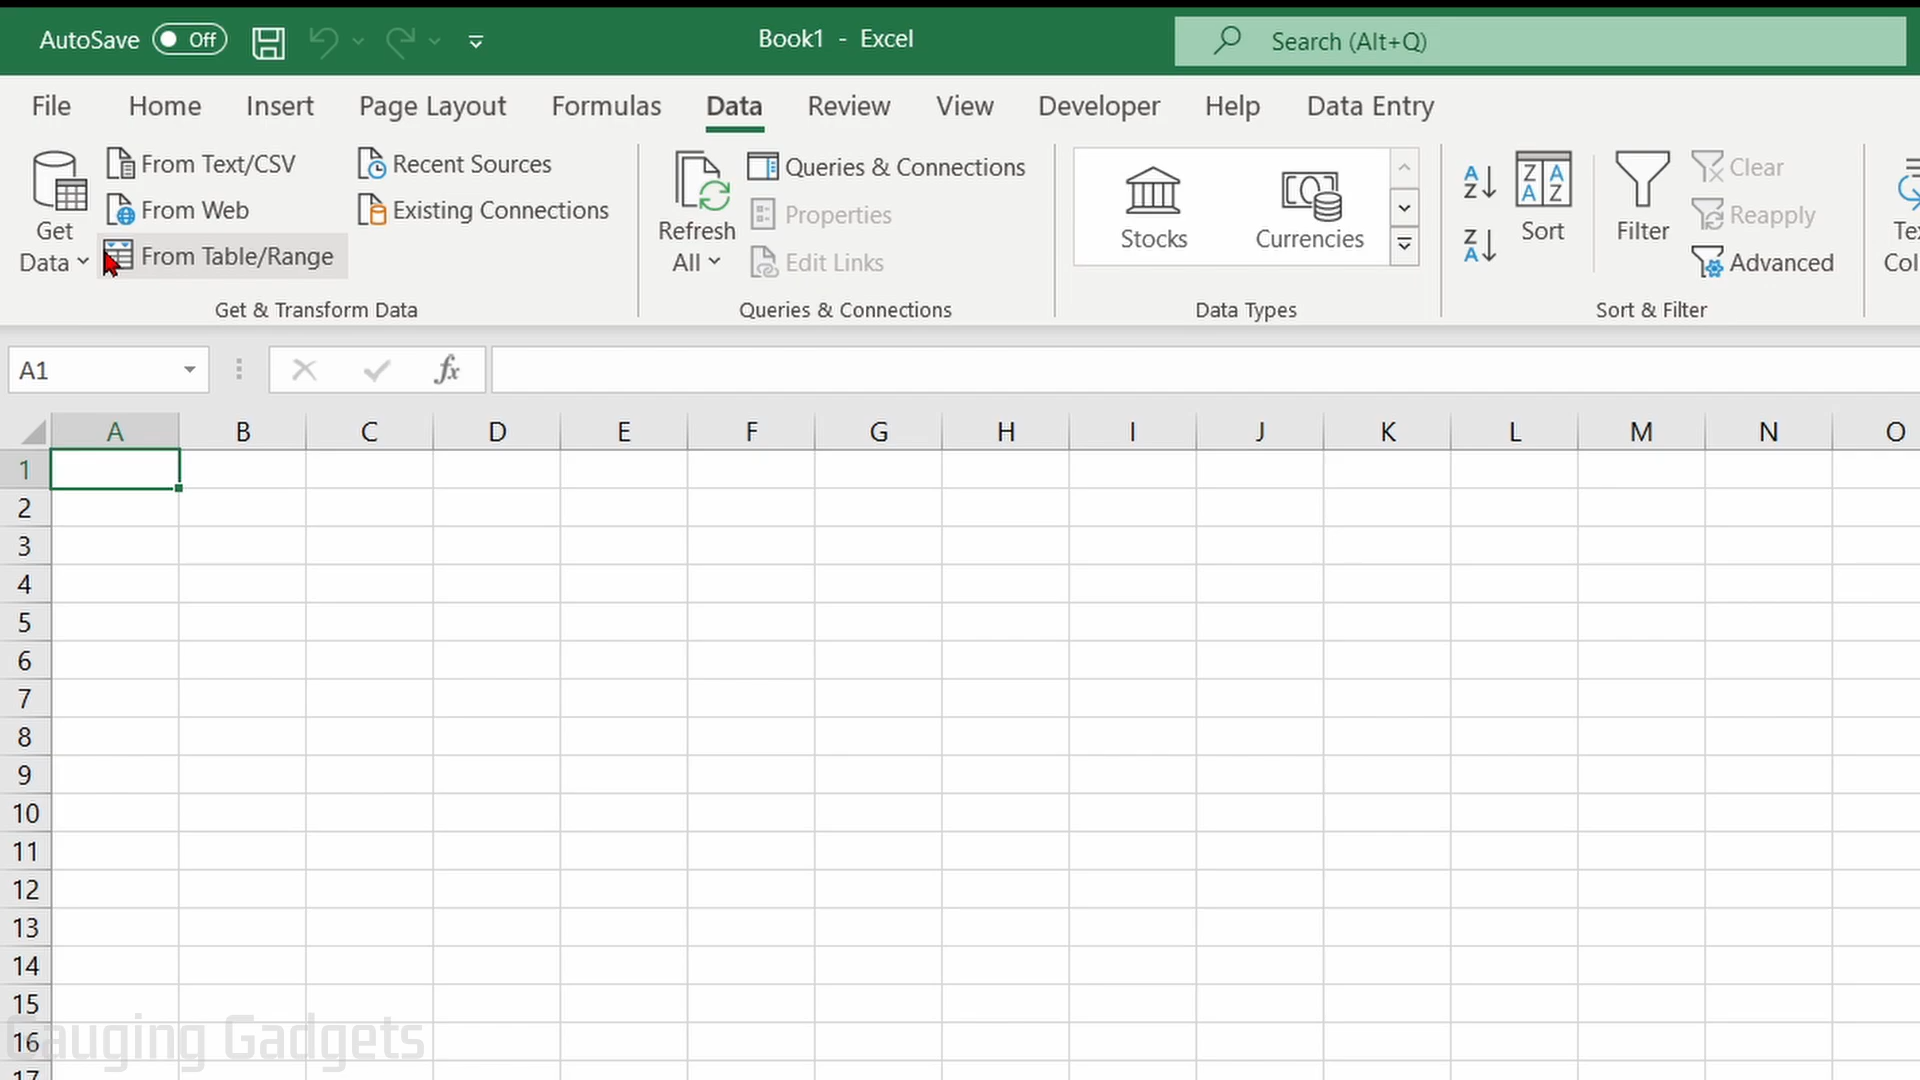 AutoSave Off Book1 - Excel Search (Alt+Q)
File Home Insert Page Layout Formulas Data Review View Developer Help Data Entry
Get Data
From Text/CSV
From Web
From Table/Range
Recent Sources
Existing Connections
Get & Transform Data
Refresh All
Queries & Connections
Properties
Edit Links
Queries & Connections
Stocks
Currencies
Data Types
A
Z
Z
A
Z A
A Z
Sort
Filter
Clear
Reapply
Advanced
Sort & Filter
A1 fx
A B C D E F G H I J K L M N O
1
2
3
4
5
6
7
8
9
10
11
12
13
14
15
16
17
Gauging Gadgets